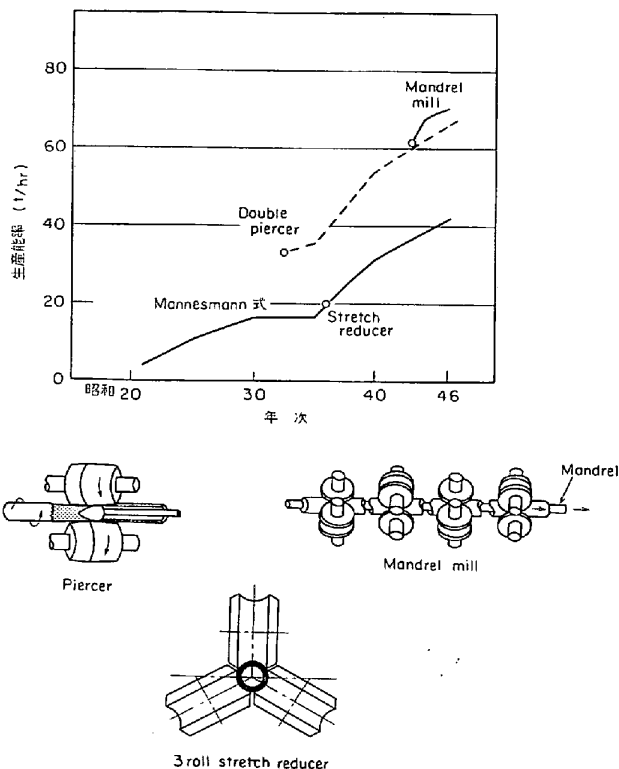 80
60
40
20
0
生産能率 (t/hr)
Mandrel
mill
Double
piercer
Mannesmann 式
Stretch
reducer
昭和 20
30
40
46
年 次
Piercer
Mandrel
Mandrel mill
3 roll stretch reducer